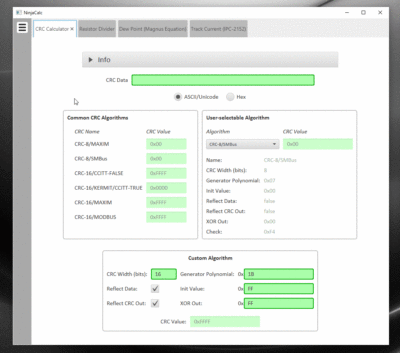 NinjaCalc
CRC Calculator × Resistor Divider Dew Point (Magnus Equation) Track Current (IPC-2152)
Info
CRC Data
ASCII/Unicode Hex
Common CRC Algorithms
CRC Name CRC Value
CRC-8/MAXIM 0x00
CRC-8/SMBus 0x00
CRC-16/CCITT-FALSE 0xFFFF
CRC-16/KERMIT/CCITT-TRUE 0x0000
CRC-16/MAXIM 0xFFFF
CRC-16/MODBUS 0xFFFF
User-selectable Algorithm
Algorithm CRC Value
CRC-8/SMBus 0x00
Name: CRC-8/SMBus
CRC Width (bits): 8
Generator Polynomial: 0x07
Init Value: 0x00
Reflect Data: false
Reflect CRC Out: false
XOR Out: 0x00
Check: 0xF4
Custom Algorithm
CRC Width (bits): 16 Generator Polynomial: 0x 1B
Reflect Data: Init Value: 0x FF
Reflect CRC Out: XOR Out: 0x FF
CRC Value: 0xFFFF